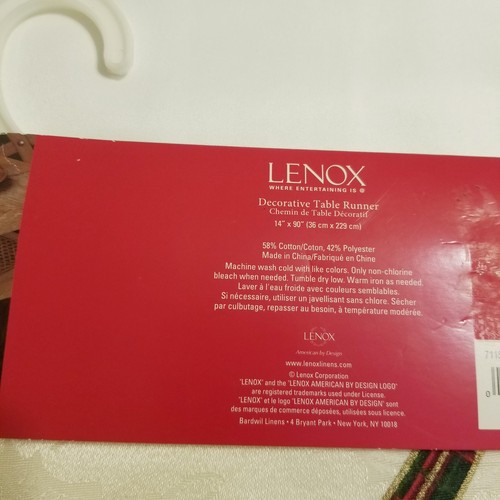 LENOX
WHERE ENTERTAINING IS @
Decorative Table Runner
Chemin de Table Décoratif
14" x 90" (36 cm x 229 cm)
58% Cotton/Coton, 42% Polyester
Made in China/Fabriqué en Chine
Machine wash cold with like colors. Only non-chlorine
bleach when needed. Tumble dry low. Warm iron as needed.
Laver à l'eau froide avec couleurs semblables.
Si nécessaire, utiliser un javellisant sans chlore. Sécher
par culbutage, repasser au besoin, à température modérée.
LENOX
American by Design
www.lenoxlinens.com
© Lenox Corporation
"LENOX" and the "LENOX AMERICAN BY DESIGN LOGO"
are registered trademarks used under License.
"LENOX" et le logo "LENOX AMERICAN BY DESIGN" sont
des marques de commerce déposées, utilisées sous licence.
Bardwil Linens • 4 Bryant Park • New York, NY 10018
0